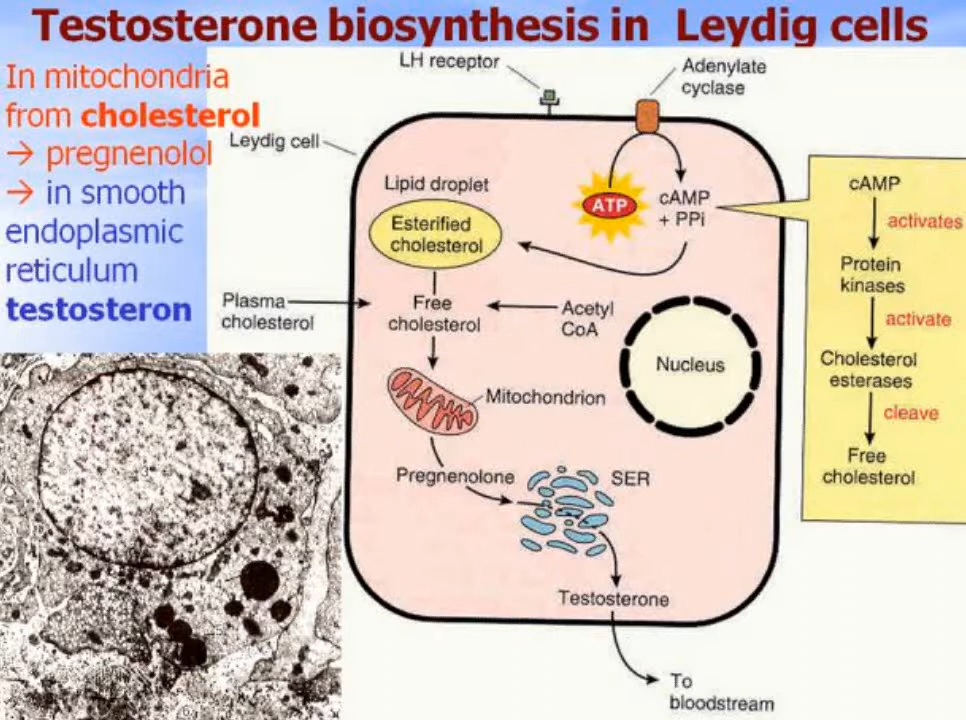 Testosterone biosynthesis in Leydig cells
In mitochondria
from cholesterol
→ pregnenolol
→ in smooth
endoplasmic
reticulum
testosteron
LH receptor
Adenylate
cyclase
Leydig cell
Lipid droplet
Esterified
cholesterol
ATP
cAMP
+ PPi
Plasma
cholesterol
Free
cholesterol
Acetyl
CoA
Nucleus
Mitochondrion
Pregnenolone
SER
Testosterone
To
bloodstream
cAMP
activates
Protein
kinases
activate
Cholesterol
esterases
cleave
Free
cholesterol